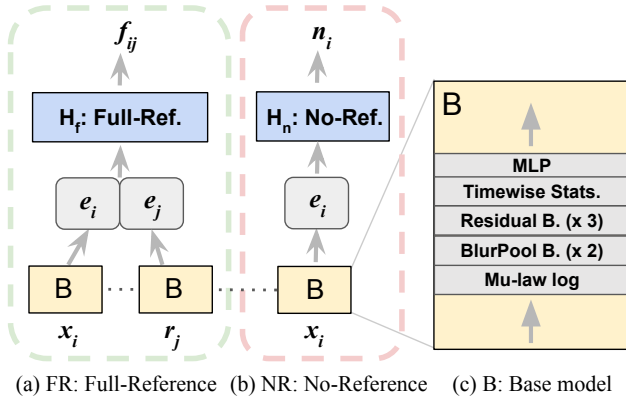 f_ij
n_i
H_f: Full-Ref.
H_n: No-Ref.
e_i
e_j
e_i
B
B
B
x_i
r_j
x_i
B
MLP
Timewise Stats.
Residual B. (x 3)
BlurPool B. (x 2)
Mu-law log
(a) FR: Full-Reference
(b) NR: No-Reference
(c) B: Base model